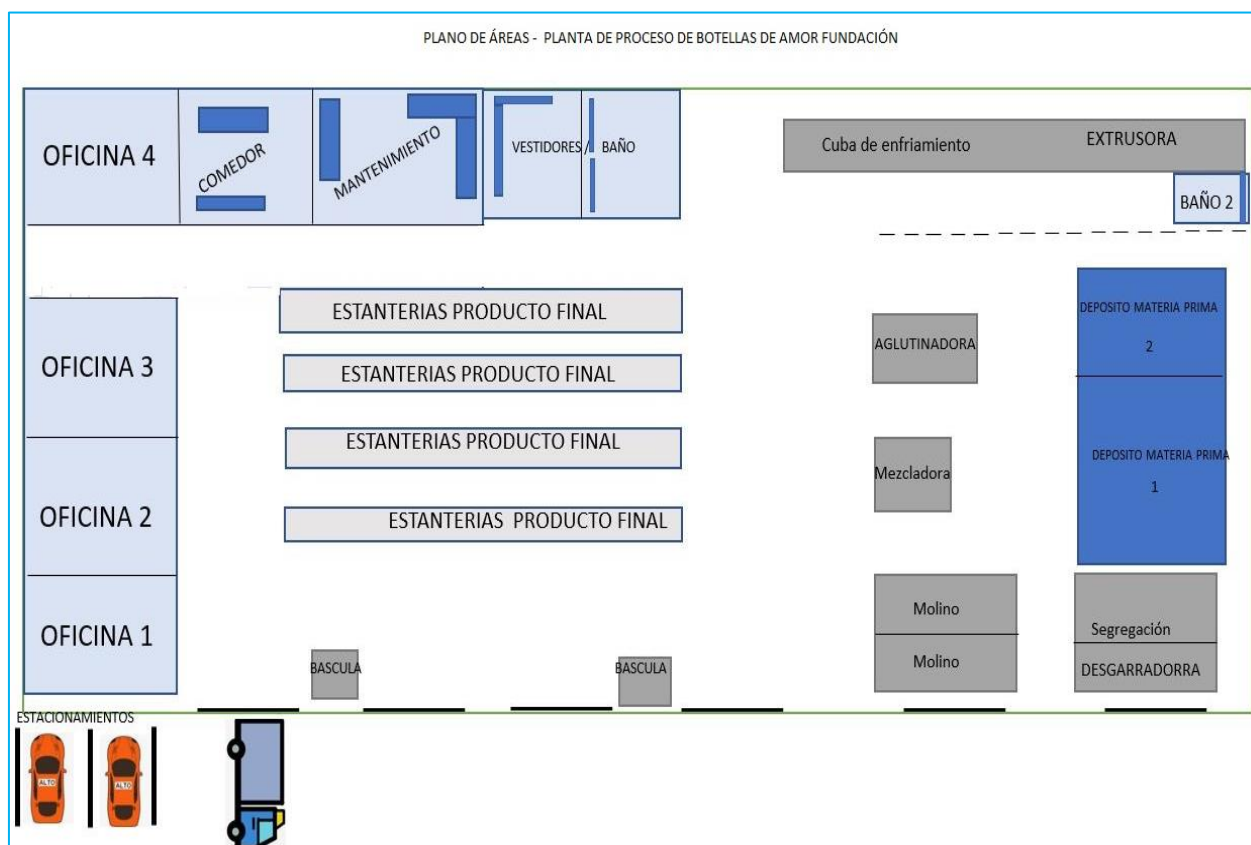 PLANO DE ÁREAS - PLANTA DE PROCESO DE BOTELLAS DE AMOR FUNDACIÓN
OFICINA 4
COMEDOR
MANTENIMIENTO
VESTIDORES / BAÑO
Cuba de enfriamiento
EXTRUSORA
BAÑO 2
OFICINA 3
ESTANTERIAS PRODUCTO FINAL
ESTANTERIAS PRODUCTO FINAL
ESTANTERIAS PRODUCTO FINAL
ESTANTERIAS PRODUCTO FINAL
AGLUTINADORA
DEPOSITO MATERIA PRIMA
2
Mezcladora
DEPOSITO MATERIA PRIMA
1
OFICINA 2
OFICINA 1
BASCULA
BASCULA
Molino
Molino
Segregación
DESGARRADORRA
ESTACIONAMIENTOS
ALTO
ALTO